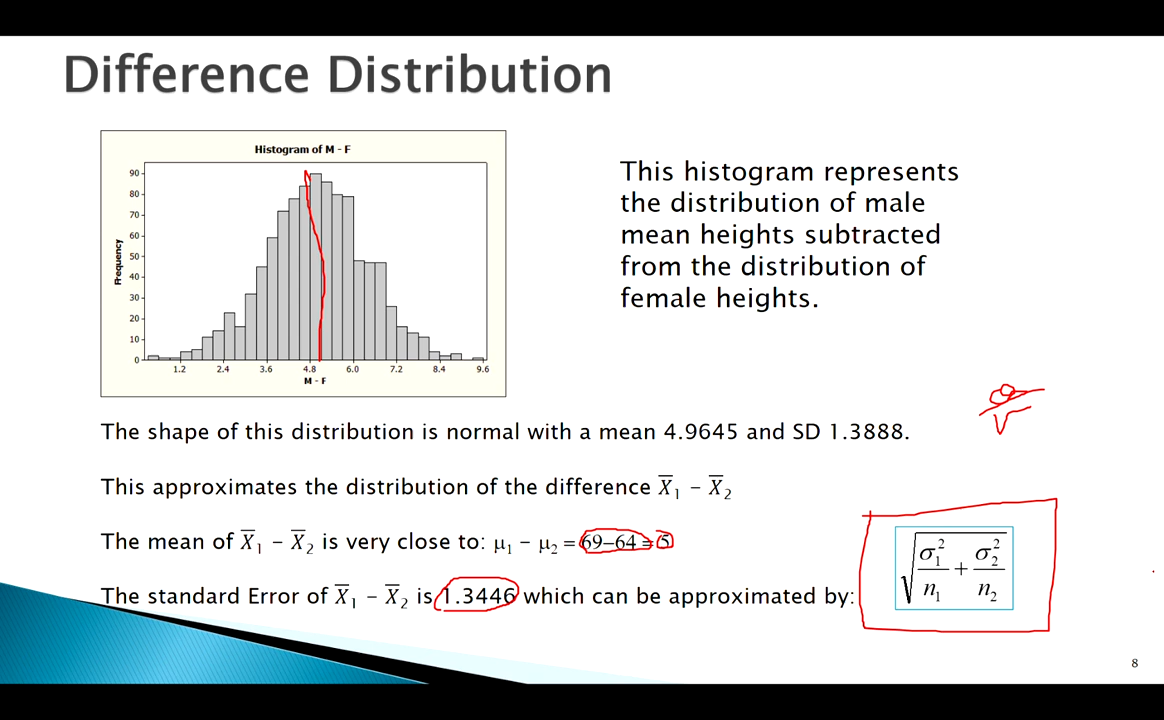 Difference Distribution
Histogram of M - F
90
80
70
60
50
40
30
20
10
0
Frequency
1.2 2.4 3.6 4.8 6.0 7.2 8.4 9.6
M - F
This histogram represents
the distribution of male
mean heights subtracted
from the distribution of
female heights.
The shape of this distribution is normal with a mean 4.9645 and SD 1.3888.
This approximates the distribution of the difference X̅₁ − X̅₂
The mean of X̅₁ − X̅₂ is very close to: μ₁ − μ₂ = 69–64 = 5
The standard Error of X̅₁ − X̅₂ is 1.3446 which can be approximated by:
√(σ₁²/n₁ + σ₂²/n₂)
8